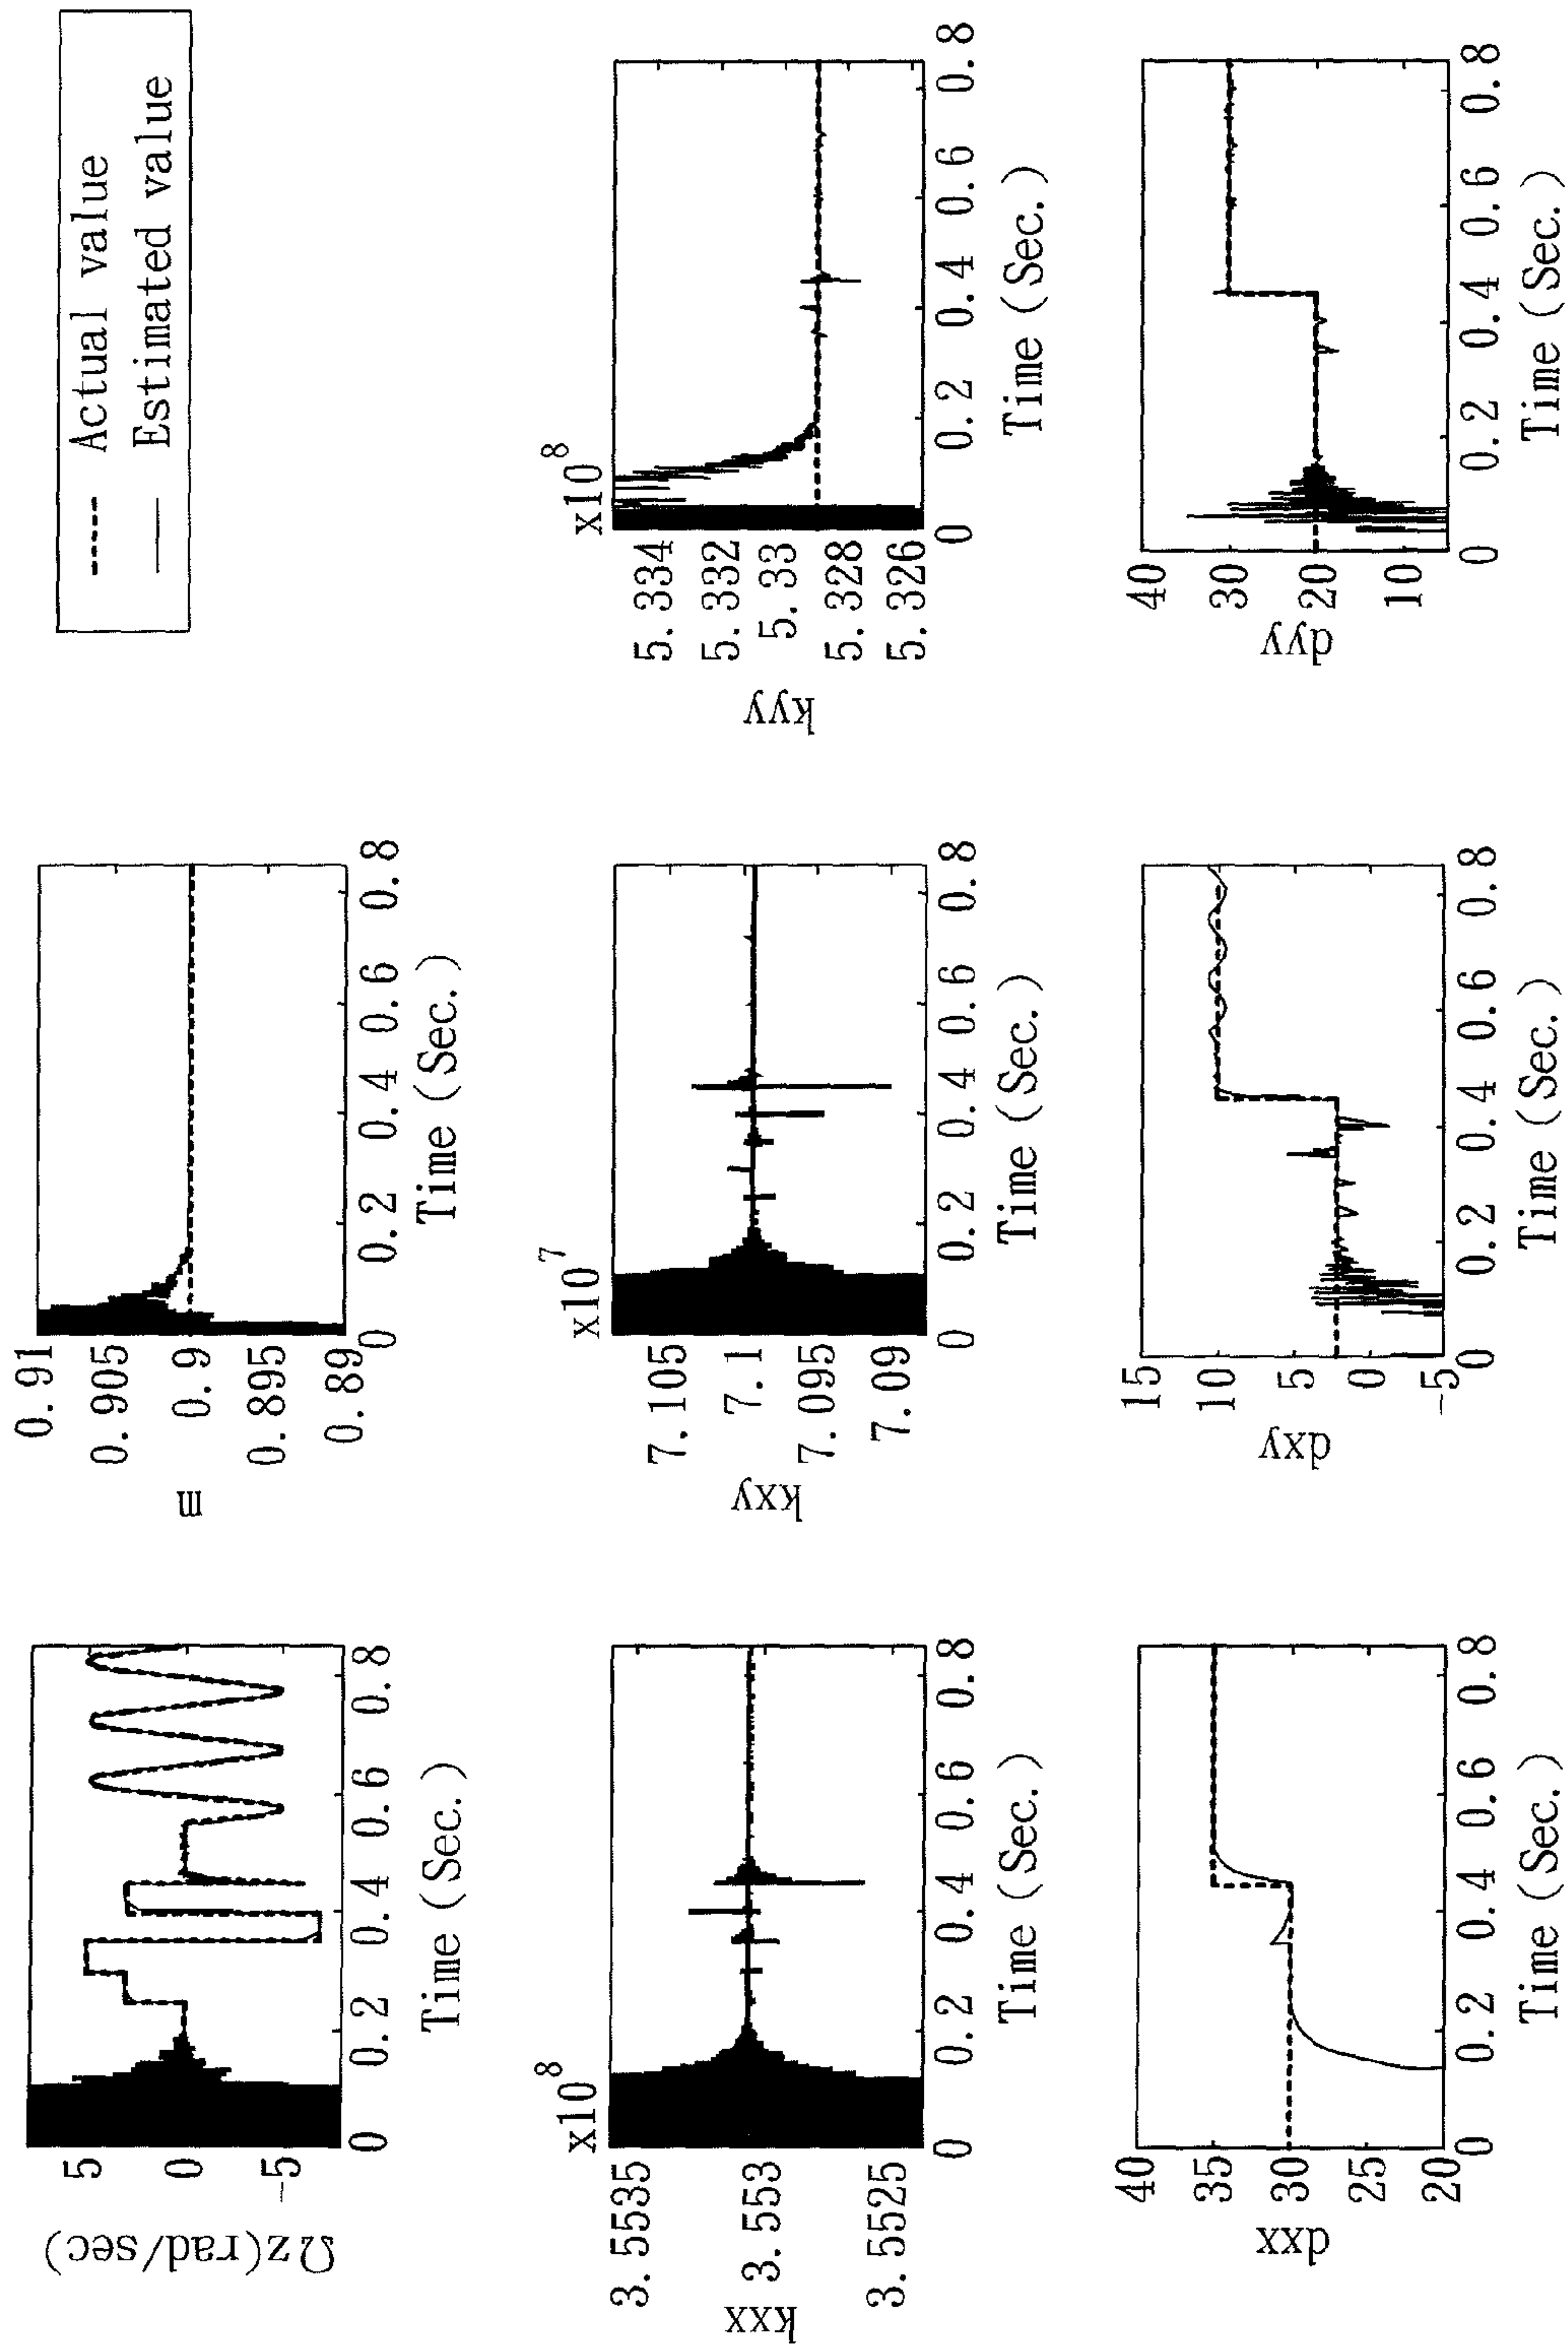 Actual value
Estimated value
Ωz(rad/sec)
5
0
-5
0 0.2 0.4 0.6 0.8
Time (Sec.)
m
0.91
0.905
0.9
0.895
0.89
0 0.2 0.4 0.6 0.8
Time (Sec.)
kxx
x10^8
3.5535
3.553
3.5525
0 0.2 0.4 0.6 0.8
Time (Sec.)
kxy
x10^7
7.105
7.1
7.095
7.09
0 0.2 0.4 0.6 0.8
Time (Sec.)
kyy
x10^8
5.334
5.332
5.33
5.328
5.326
0 0.2 0.4 0.6 0.8
Time (Sec.)
dxx
40
35
30
25
20
0 0.2 0.4 0.6 0.8
Time (Sec.)
dxy
15
10
5
0
-5
0 0.2 0.4 0.6 0.8
Time (Sec.)
dyy
40
30
20
10
0 0.2 0.4 0.6 0.8
Time (Sec.)